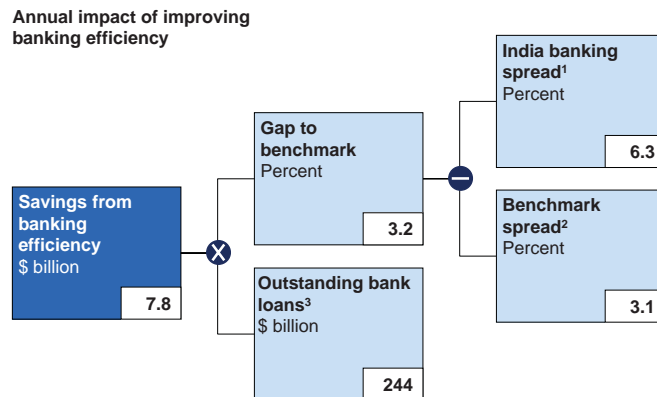 Annual impact of improving
banking efficiency
India banking
spread¹
Percent
6.3
Gap to
benchmark
Percent
3.2
Savings from
banking
efficiency
$ billion
7.8
X
–
Benchmark
spread²
Percent
3.1
Outstanding bank
loans³
$ billion
244